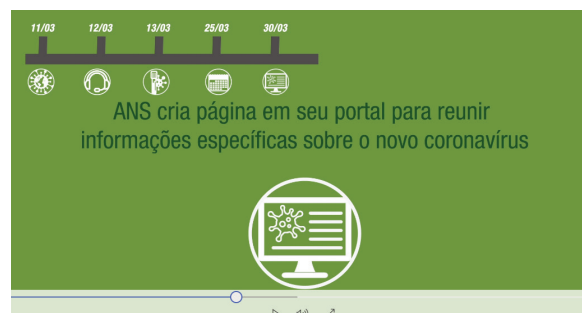 11/03 12/03 13/03 25/03 30/03
ANS cria página em seu portal para reunir
informações específicas sobre o novo coronavírus